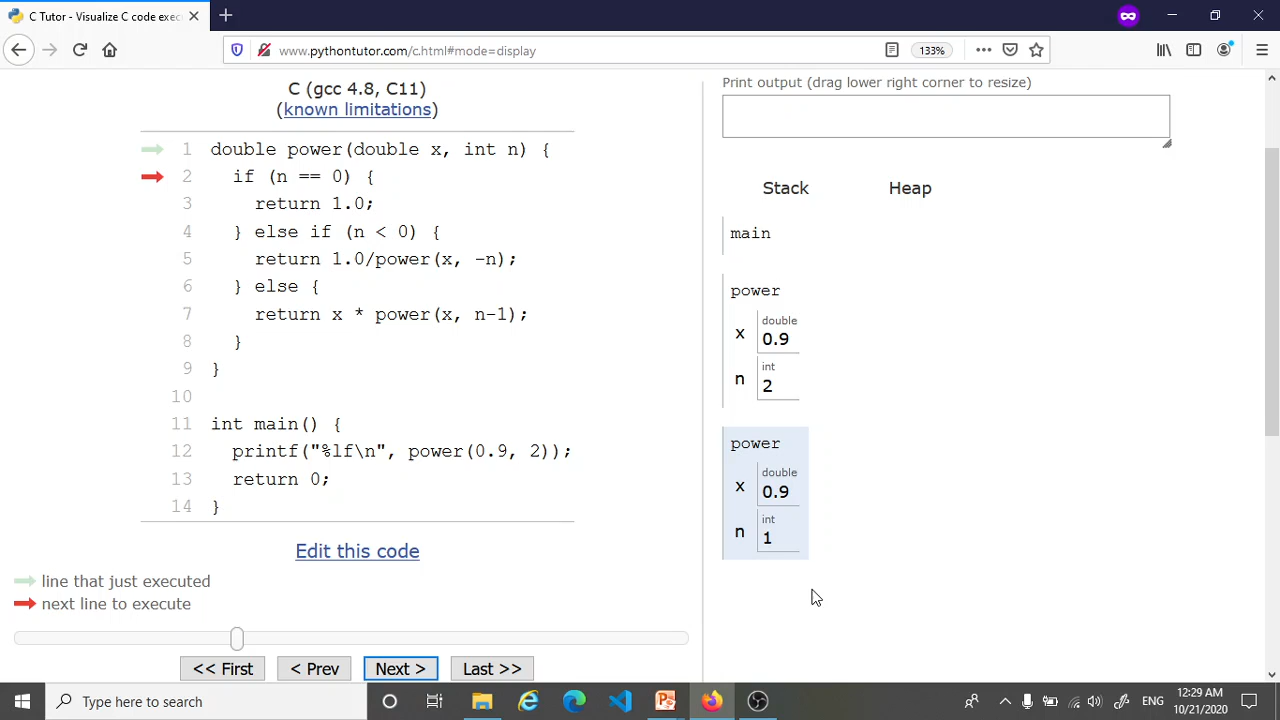 C Tutor - Visualize C code exec
www.pythontutor.com/c.html#mode=display
133%
C (gcc 4.8, C11)
(known limitations)
1 double power(double x, int n) {
2 if (n == 0) {
3 return 1.0;
4 } else if (n < 0) {
5 return 1.0/power(x, -n);
6 } else {
7 return x * power(x, n-1);
8 }
9 }
10
11 int main() {
12 printf("%lf\n", power(0.9, 2));
13 return 0;
14 }
Edit this code
line that just executed
next line to execute
<< First
< Prev
Next >
Last >>
Print output (drag lower right corner to resize)
Stack Heap
main
power
double
x 0.9
int
n 2
power
double
x 0.9
int
n 1
Type here to search
ENG
12:29 AM
10/21/2020